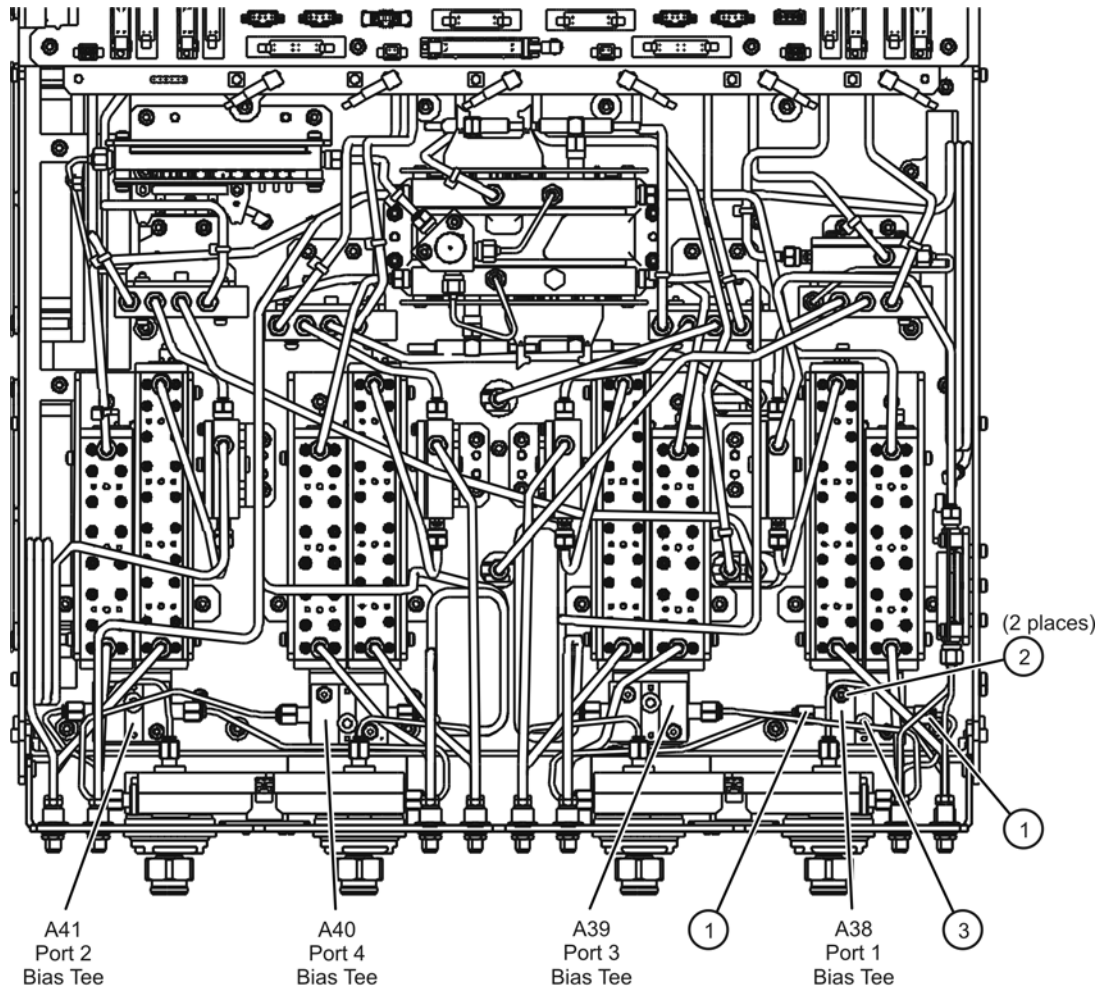 (2 places)
2
1
A41
Port 2
Bias Tee
A40
Port 4
Bias Tee
A39
Port 3
Bias Tee
1
A38
Port 1
Bias Tee
3